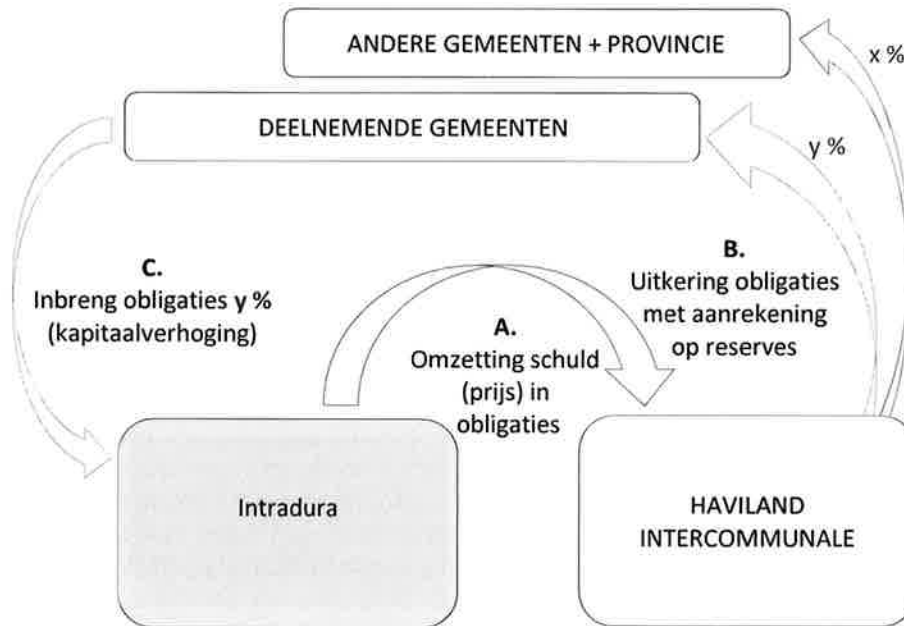 ANDERE GEMEENTEN + PROVINCIE
x %
DEELNEMENDE GEMEENTEN
y %
C.
Inbreng obligaties y %
(kapitaalverhoging)
B.
Uitkering obligaties
met aanrekening
op reserves
A.
Omzetting schuld
(prijs) in
obligaties
Intradura
HAVILAND
INTERCOMMUNALE